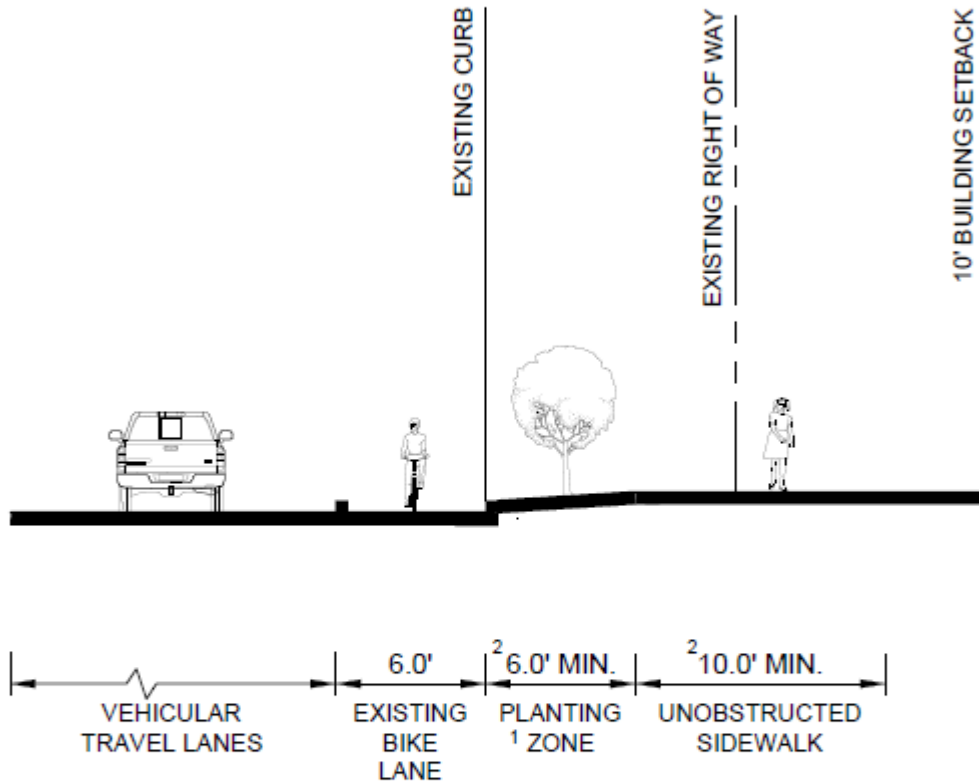 EXISTING CURB
EXISTING RIGHT OF WAY
10' BUILDING SETBACK
6.0'
2 6.0' MIN.
2 10.0' MIN.
VEHICULAR
TRAVEL LANES
EXISTING
BIKE
LANE
PLANTING
1 ZONE
UNOBSTRUCTED
SIDEWALK